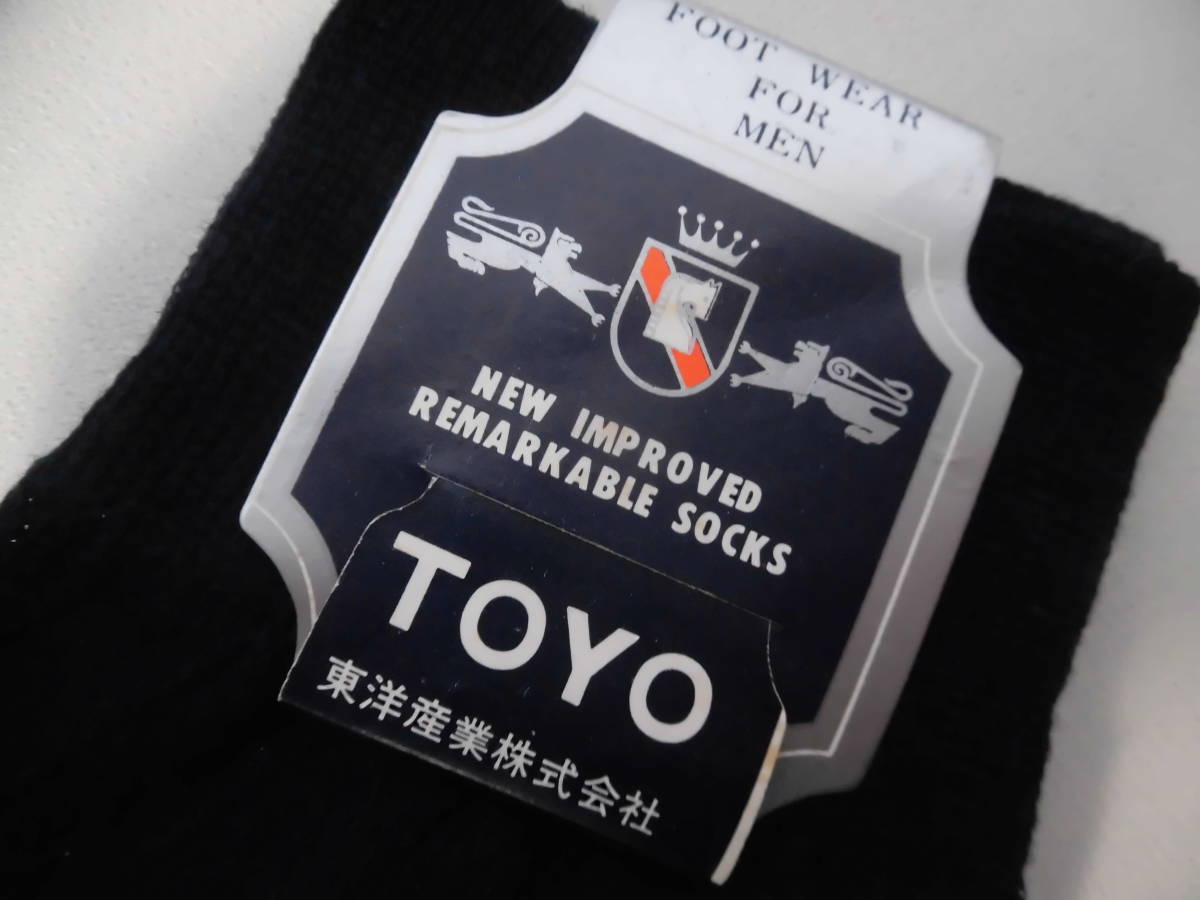 FOOT WEAR
FOR
MEN
NEW IMPROVED
REMARKABLE SOCKS
TOYO
東洋産業株式会社